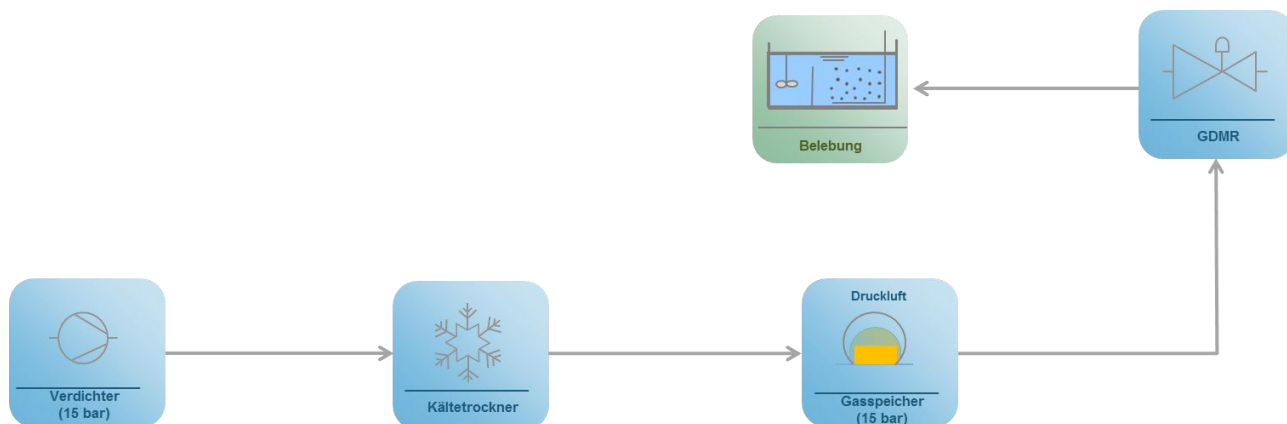 Belebung
GDMR
Druckluft
Verdichter
(15 bar)
Kältetrockner
Gasspeicher
(15 bar)